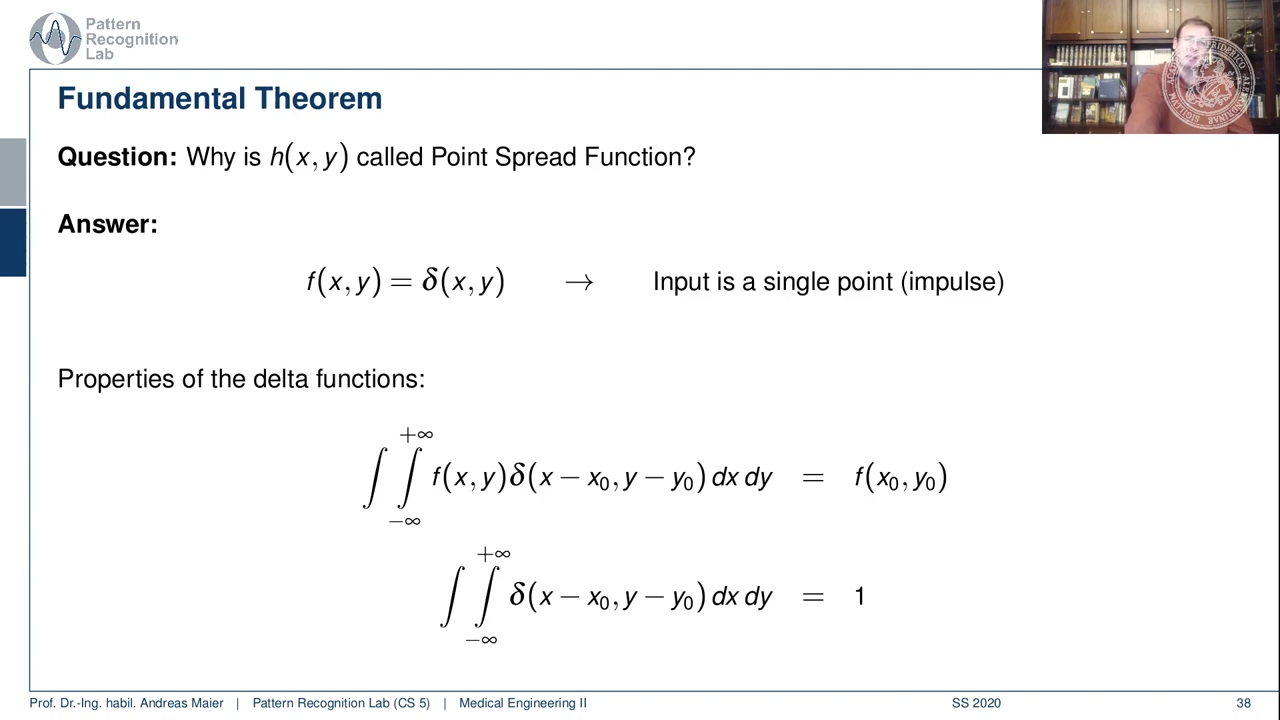 Pattern
Recognition
Lab
Fundamental Theorem
Question: Why is h(x, y) called Point Spread Function?
Answer:
f(x, y) = δ(x, y) → Input is a single point (impulse)
Properties of the delta functions:
∫ ∫_{−∞}^{+∞} f(x, y)δ(x − x₀, y − y₀) dx dy = f(x₀, y₀)
∫ ∫_{−∞}^{+∞} δ(x − x₀, y − y₀) dx dy = 1
Prof. Dr.-Ing. habil. Andreas Maier | Pattern Recognition Lab (CS 5) | Medical Engineering II SS 2020 38